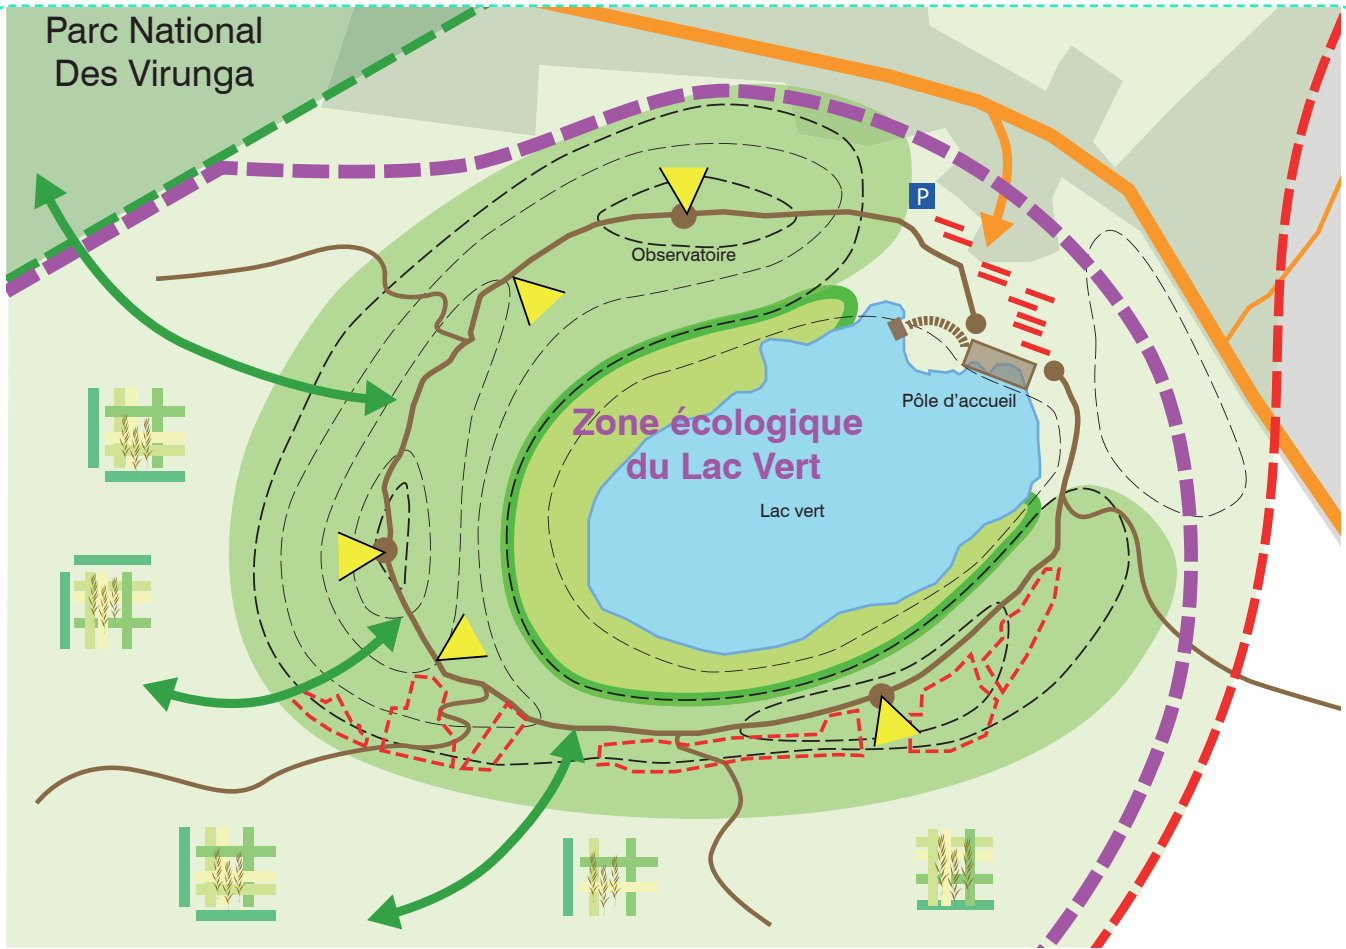 Parc National
Des Virunga
P
Observatoire
Pôle d'accueil
Zone écologique
du Lac Vert
Lac vert